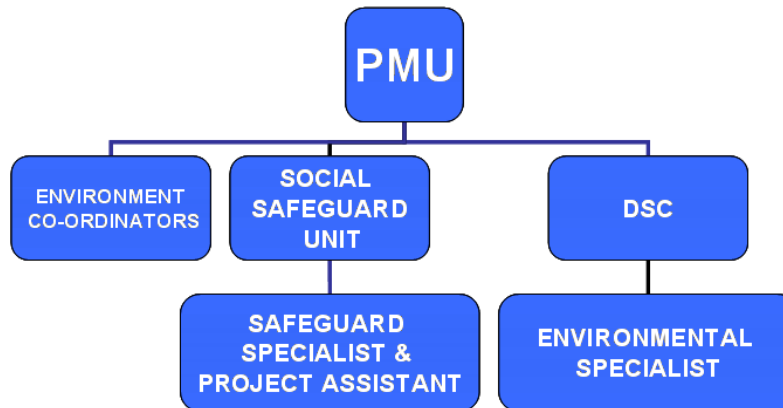 PMU
ENVIRONMENT
CO-ORDINATORS
SOCIAL
SAFEGUARD
UNIT
DSC
SAFEGUARD
SPECIALIST &
PROJECT ASSISTANT
ENVIRONMENTAL
SPECIALIST